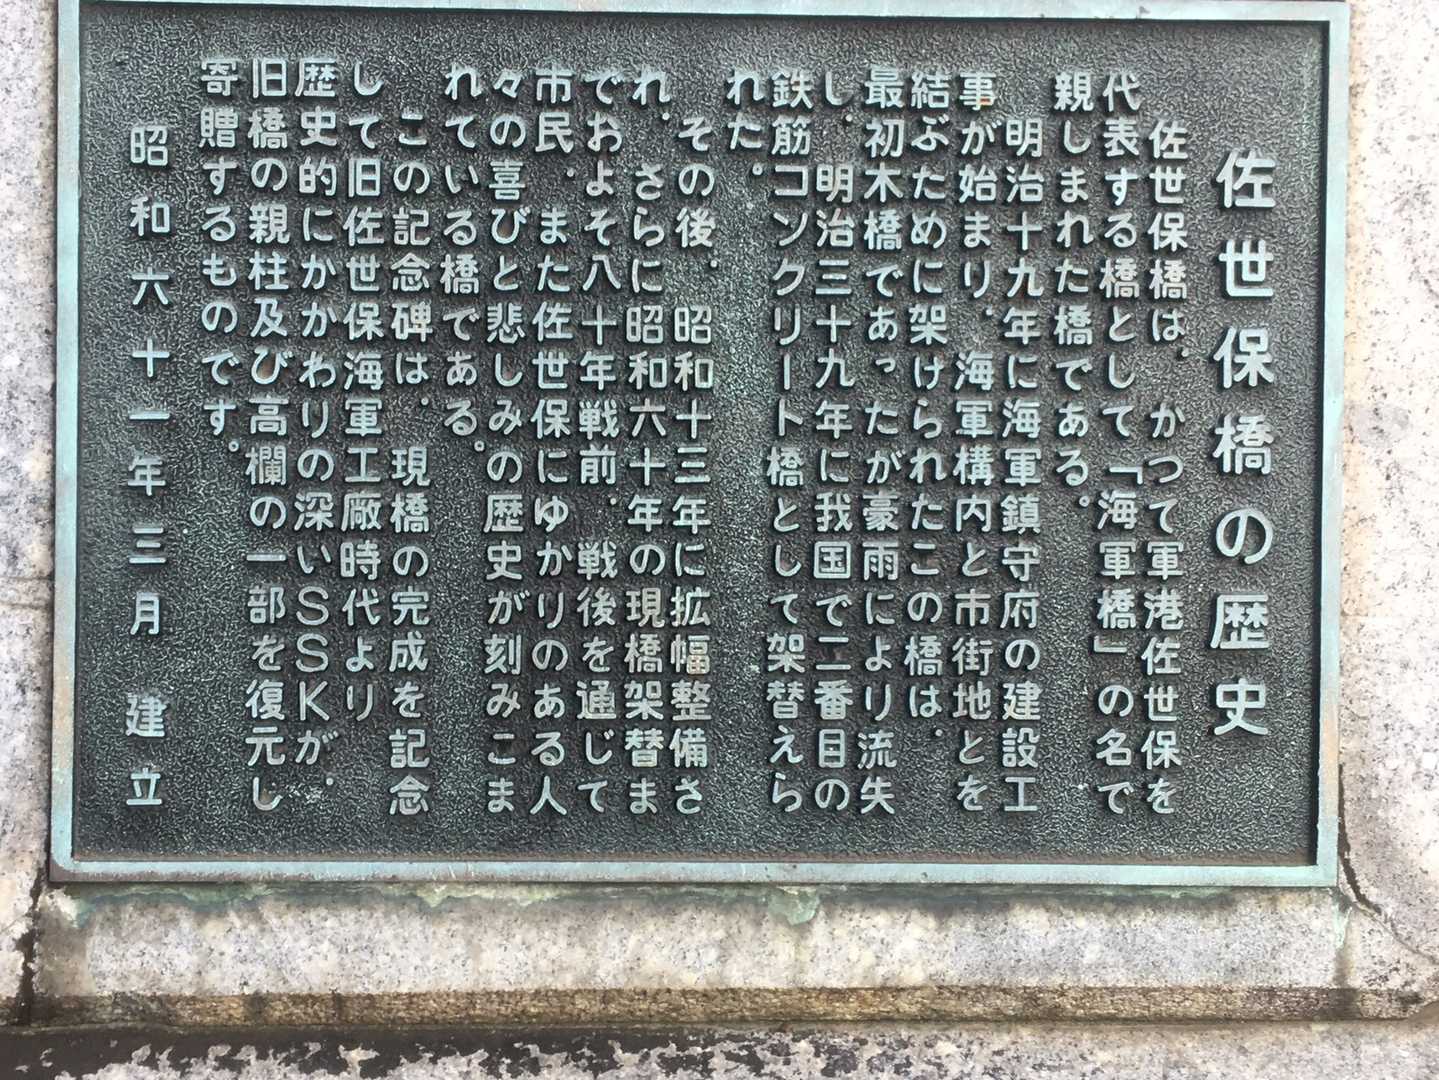 佐世保橋の歴史
佐世保橋は、かつて軍港佐世保を
代表する橋として「海軍橋」の名で
親しまれた橋である。
明治十九年に海軍鎮守府の建設工
事が始まり、海軍構内と市街地とを
結ぶために架けられたこの橋は、
最初木橋であったが豪雨により流失
し、明治三十九年に我国で二番目の
鉄筋コンクリート橋として架替えら
れた。
その後、昭和十三年に拡幅整備さ
れ、さらに昭和六十年の現橋架替ま
でおよそ八十年戦前、戦後を通じて
市民、また佐世保にゆかりのある人
々の喜びと悲しみの歴史が刻みこま
れている橋である。
この記念碑は、現橋の完成を記念
して旧佐世保海軍工廠時代より
歴史的にかかわりの深いSSKが、
旧橋の親柱及び高欄の一部を復元し
寄贈するものです。
昭和六十一年三月 建立